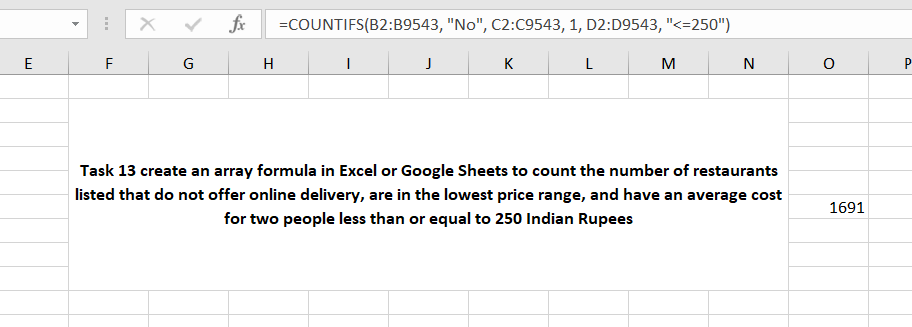 fx =COUNTIFS(B2:B9543, "No", C2:C9543, 1, D2:D9543, "<=250")
E F G H I J K L M N O P
Task 13 create an array formula in Excel or Google Sheets to count the number of restaurants
listed that do not offer online delivery, are in the lowest price range, and have an average cost
for two people less than or equal to 250 Indian Rupees
1691